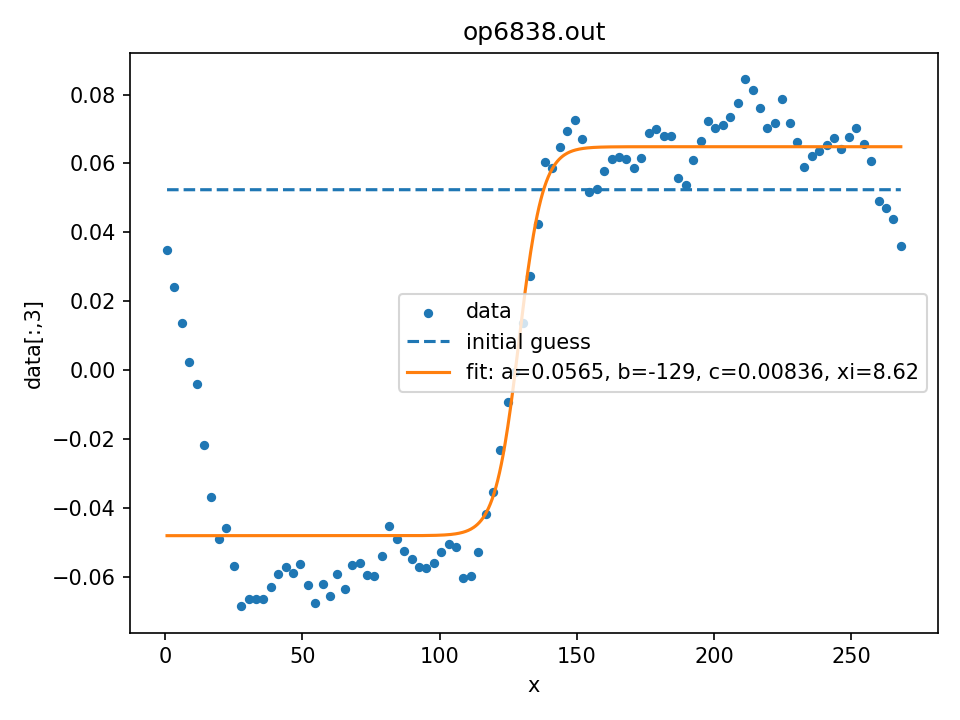 op6838.out
data[:,3]
0.08
0.06
0.04
0.02
0.00
−0.02
−0.04
−0.06
data
initial guess
fit: a=0.0565, b=-129, c=0.00836, xi=8.62
0 50 100 150 200 250
x